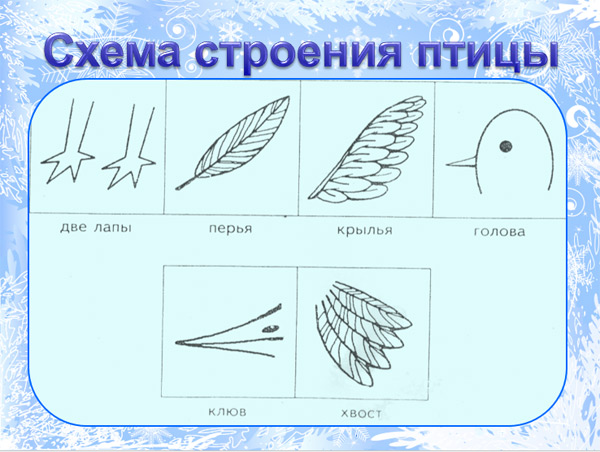 Схема строения птицы
две лапы перья крылья голова
клюв хвост